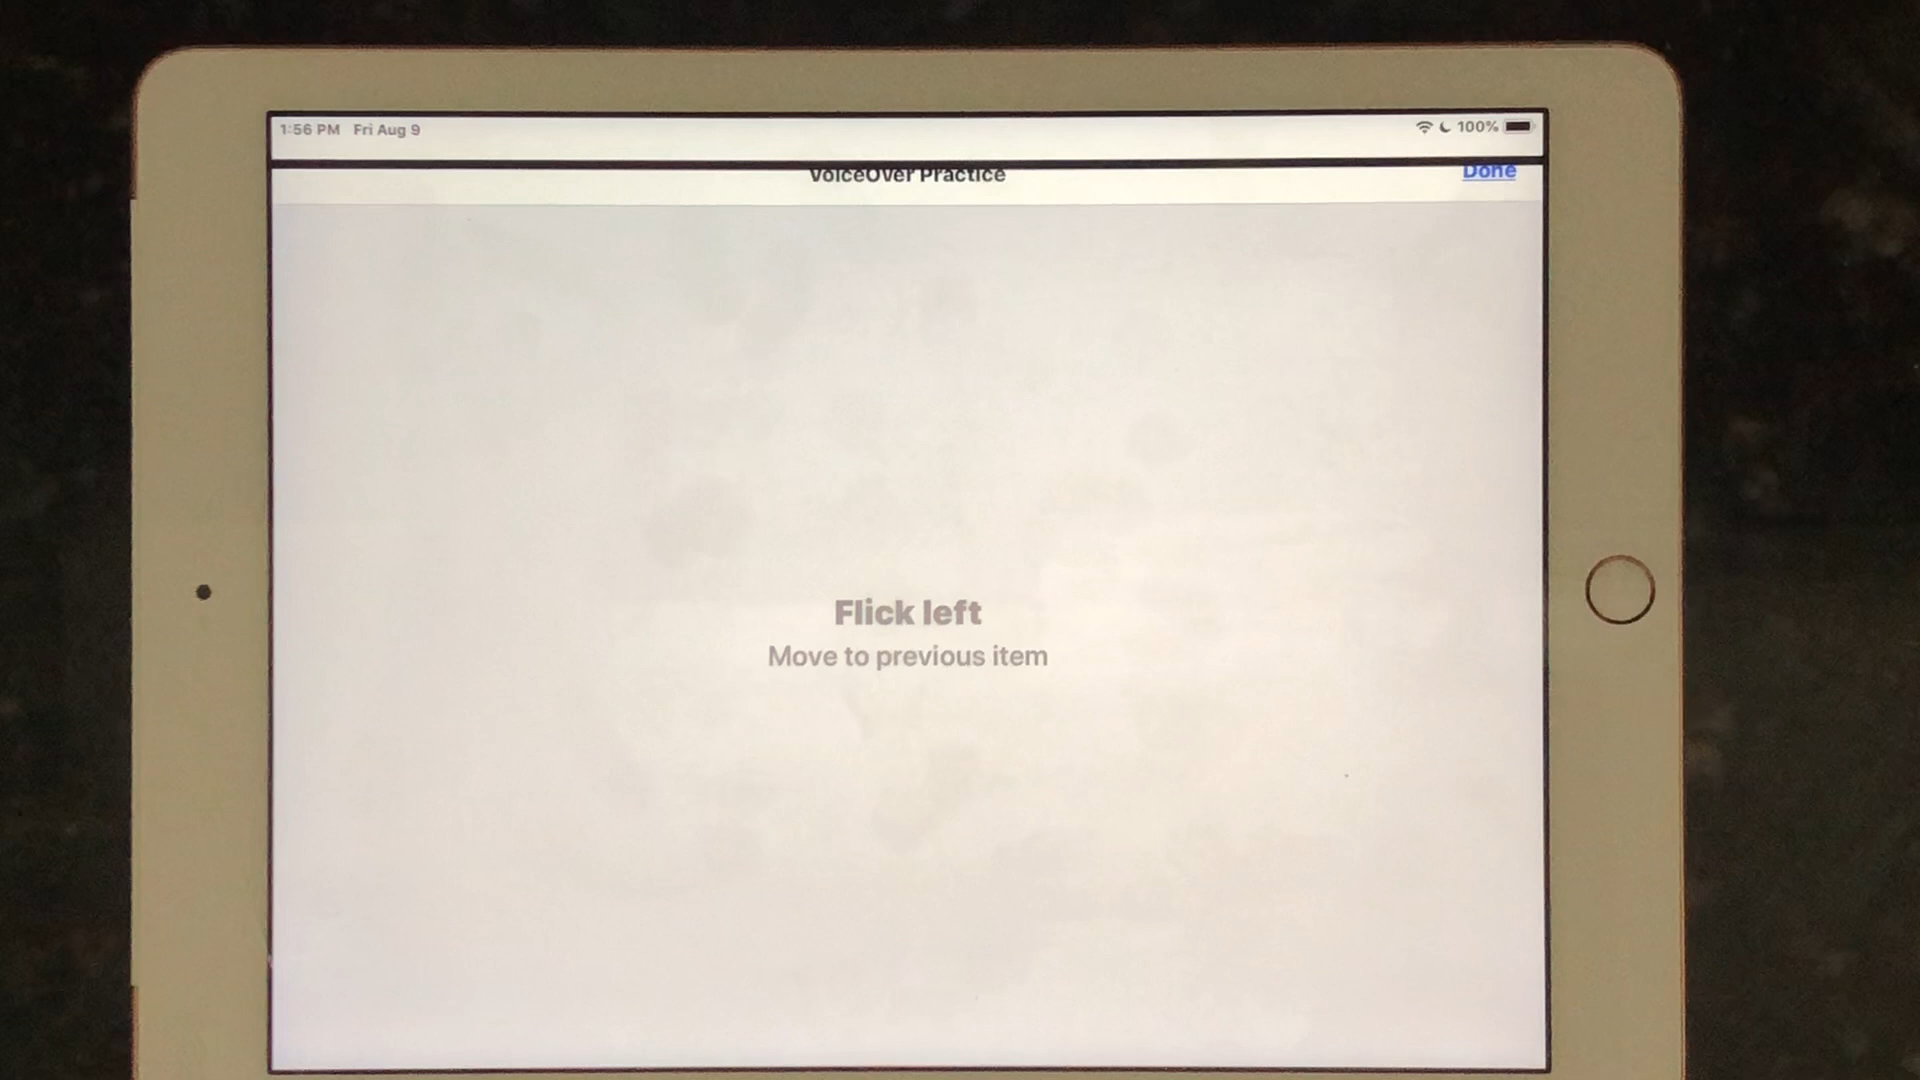 1:56 PM Fri Aug 9
100%
VoiceOver Practice
Done
Flick left
Move to previous item